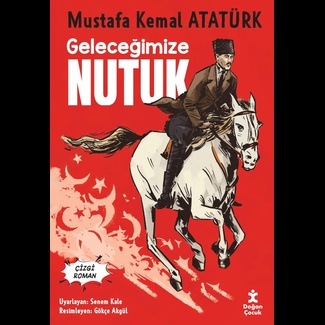 Mustafa Kemal ATATÜRK
Geleceğimize
NUTUK
ÇİZGİ
ROMAN
Uyarlayan: Senem Kale
Resimleyen: Gökçe Akgül
Doğan
Çocuk